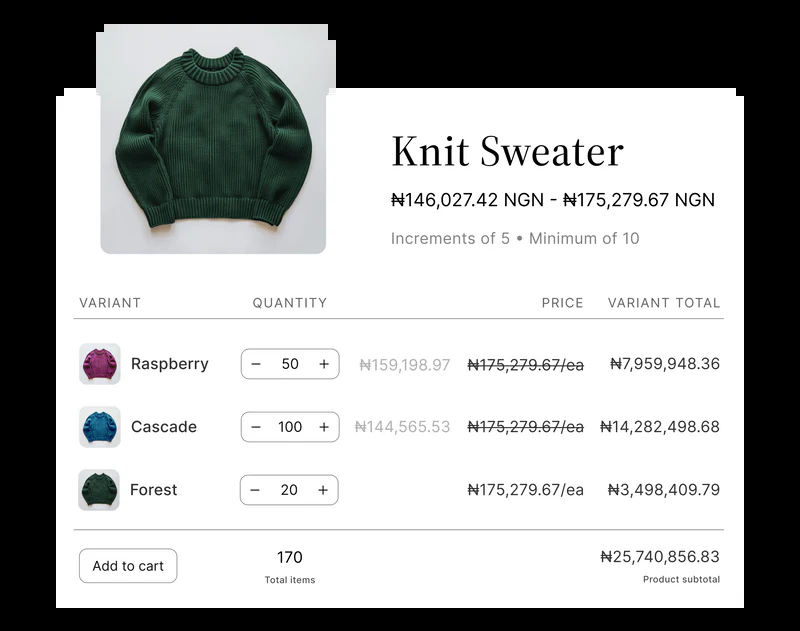 Knit Sweater
₦146,027.42 NGN - ₦175,279.67 NGN
Increments of 5 • Minimum of 10
VARIANT QUANTITY PRICE VARIANT TOTAL
Raspberry − 50 + ₦159,198.97 ₦175,279.67/ea ₦7,959,948.36
Cascade − 100 + ₦144,565.53 ₦175,279.67/ea ₦14,282,498.68
Forest − 20 + ₦175,279.67/ea ₦3,498,409.79
Add to cart 170 ₦25,740,856.83
Total items Product subtotal